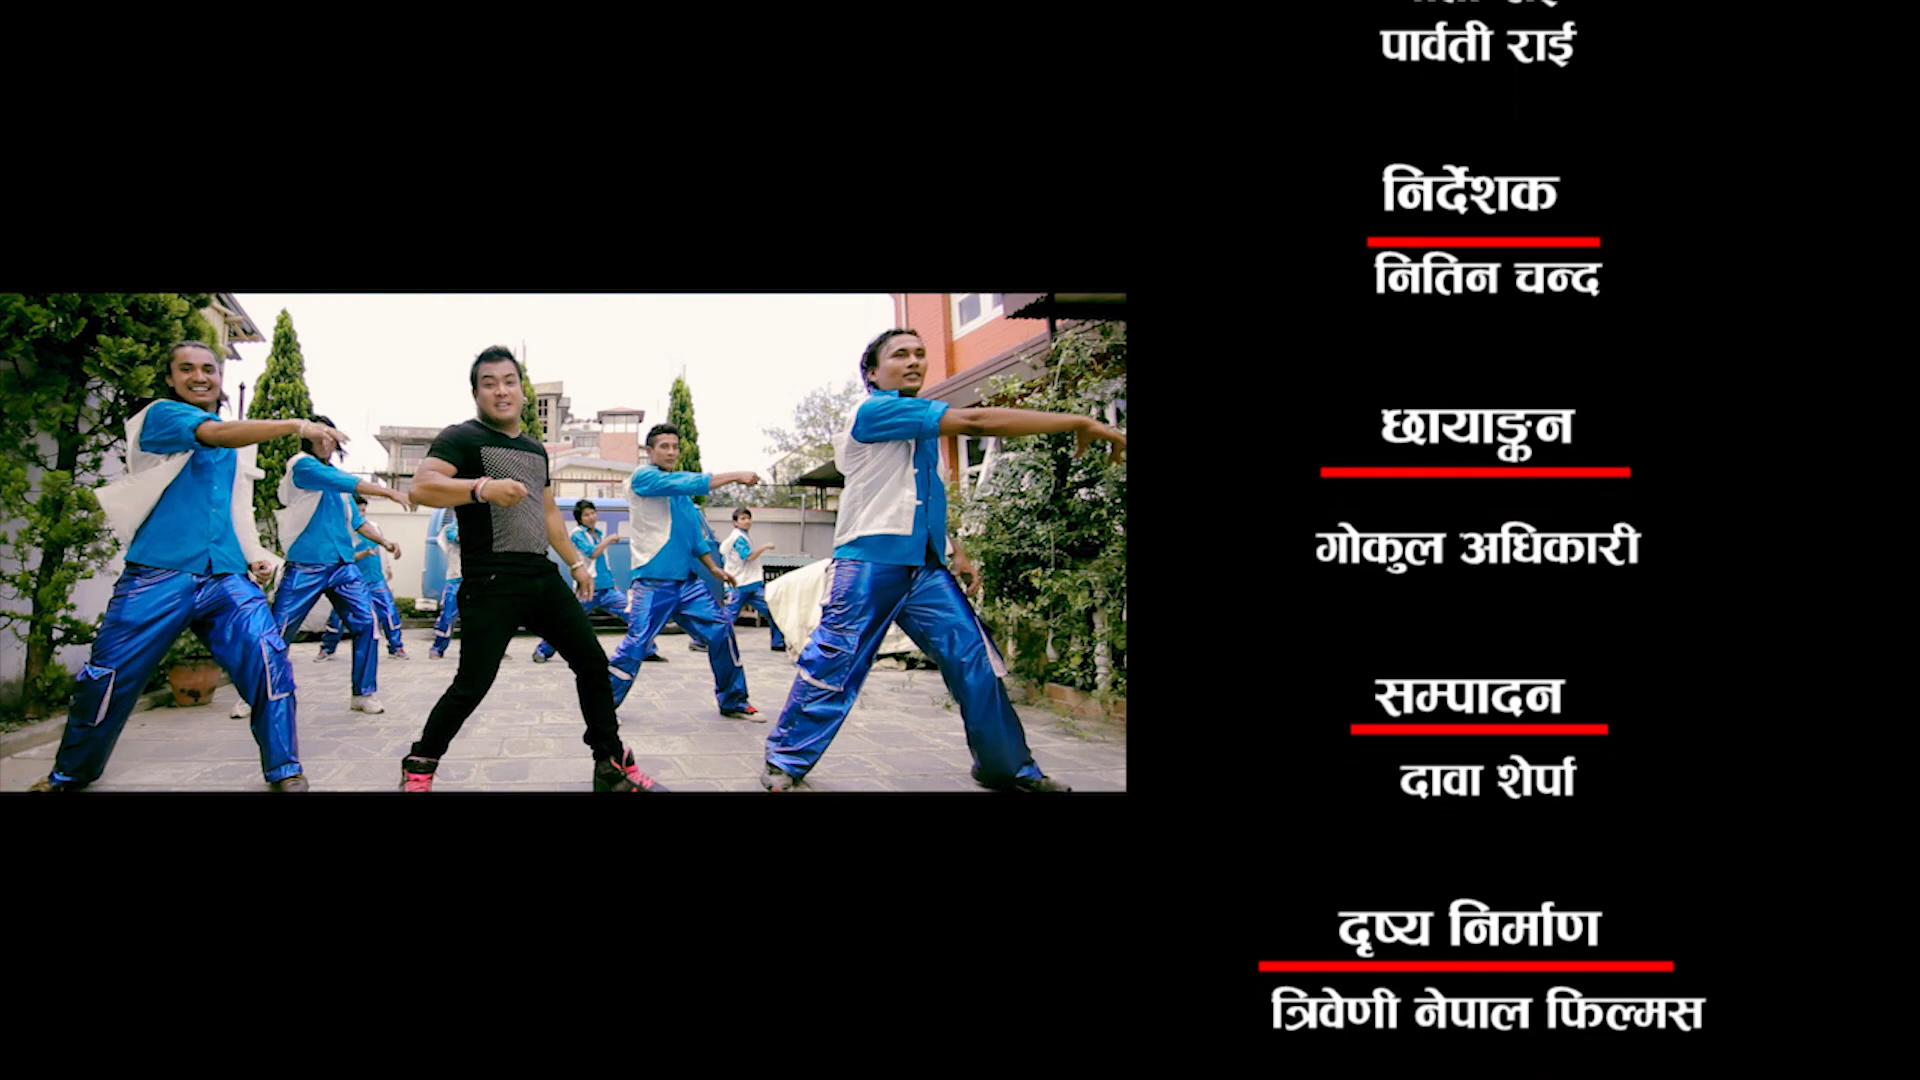 पार्वती राई
निर्देशक
नितिन चन्द
छायाङ्कन
गोकुल अधिकारी
सम्पादन
दावा शेर्पा
दृष्य निर्माण
त्रिवेणी नेपाल फिल्मस